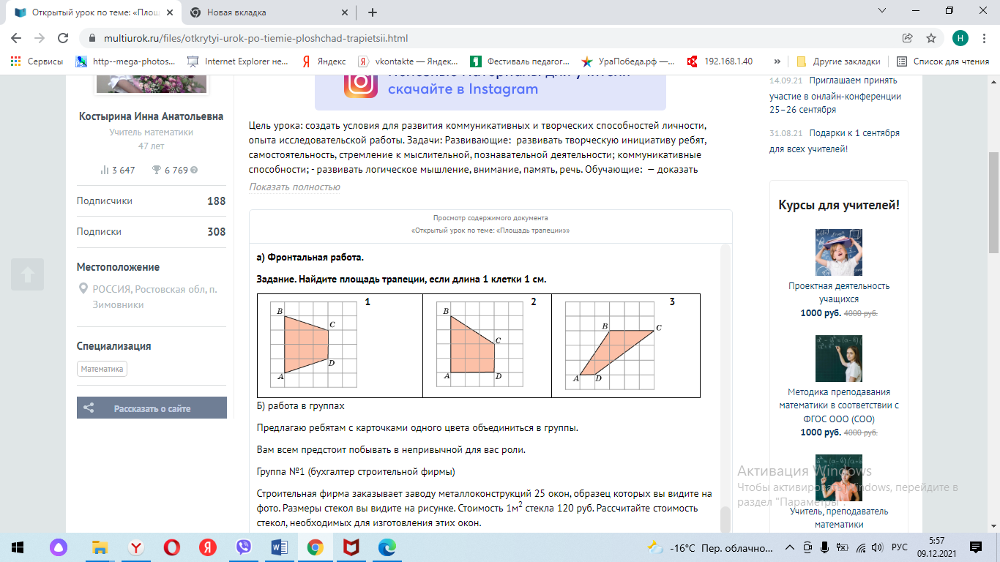 Открытый урок по теме: «Площ
Новая вкладка
multiurok.ru/files/otkrytyi-urok-po-tiemie-ploshchad-trapietsii.html
Н
Сервисы
http--mega-photos...
Internet Explorer не...
Яндекс
vkontakte — Яндек...
Фестиваль педагог...
УраПобеда.рф —...
192.168.1.40
»
Другие закладки
Список для чтения
скачайте в Instagram
Костырина Инна Анатольевна
Учитель математики
47 лет
3 647
6 769
Подписчики 188
Подписки 308
Местоположение
РОССИЯ, Ростовская обл, п.
Зимовники
Специализация
Математика
Рассказать о сайте
Цель урока: создать условия для развития коммуникативных и творческих способностей личности,
опыта исследовательской работы. Задачи: Развивающие: развивать творческую инициативу ребят,
самостоятельность, стремление к мыслительной, познавательной деятельности; коммуникативные
способности; - развивать логическое мышление, внимание, память, речь. Обучающие: — доказать
Показать полностью
Просмотр содержимого документа
«Открытый урок по теме: «Площадь трапеции»»
а) Фронтальная работа.
Задание. Найдите площадь трапеции, если длина 1 клетки 1 см.
1
B
C
D
A
2
B
C
A
D
3
B
C
A
D
Б) работа в группах
Предлагаю ребятам с карточками одного цвета объединиться в группы.
Вам всем предстоит побывать в непривычной для вас роли.
Группа №1 (бухгалтер строительной фирмы)
Строительная фирма заказывает заводу металлоконструкций 25 окон, образец которых вы видите на
фото. Размеры стекол вы видите на рисунке. Стоимость 1м2 стекла 120 руб. Рассчитайте стоимость
стекол, необходимых для изготовления этих окон.
14.09.21 Приглашаем принять
участие в онлайн-конференции
25–26 сентября
31.08.21 Подарки к 1 сентября
для всех учителей!
Курсы для учителей!
Проектная деятельность
учащихся
1000 руб. 4000 руб.
Методика преподавания
математики в соответствии с
ФГОС ООО (СОО)
1000 руб. 4000 руб.
Учитель, преподаватель
математики
Активация Windows
Чтобы активировать Windows, перейдите в
раздел "Параметры".
-16°C Пер. облачно...
РУС
5:57
09.12.2021